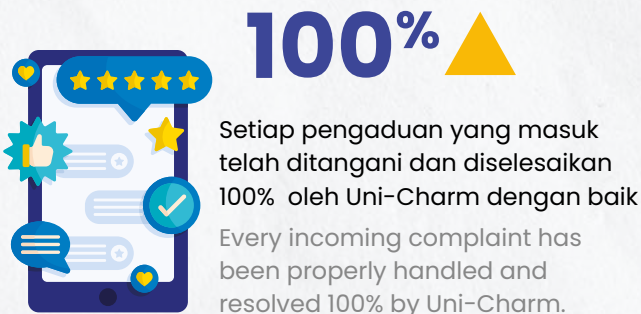 100%
Setiap pengaduan yang masuk
telah ditangani dan diselesaikan
100% oleh Uni-Charm dengan baik
Every incoming complaint has
been properly handled and
resolved 100% by Uni-Charm.